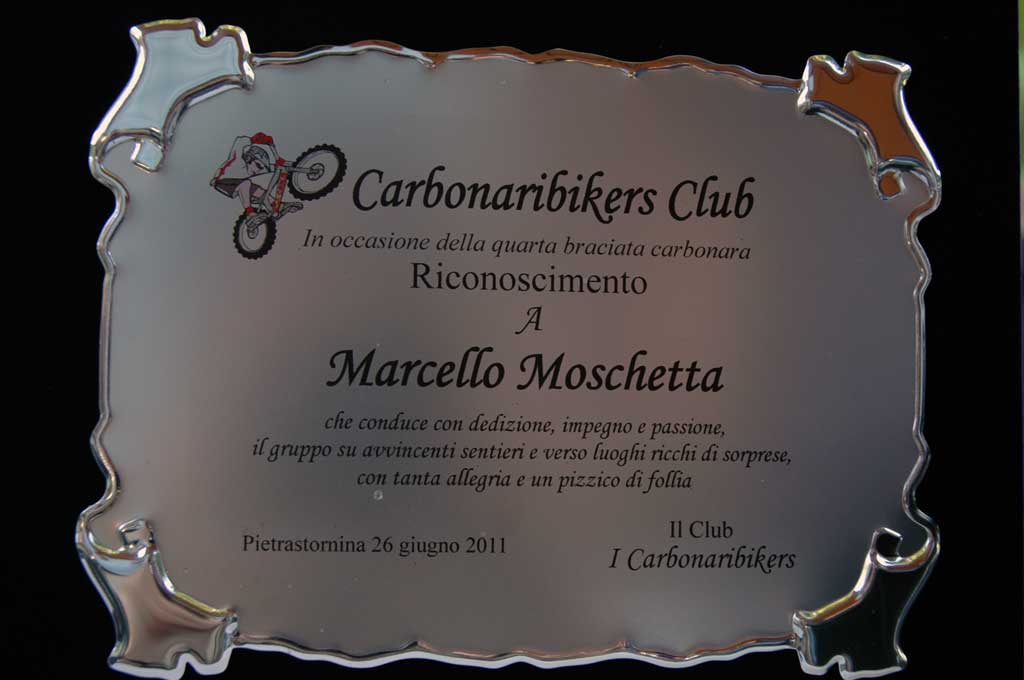 Carbonaribikers Club
In occasione della quarta braciata carbonara
Riconoscimento
A
Marcello Moschetta
che conduce con dedizione, impegno e passione,
il gruppo su avvincenti sentieri e verso luoghi ricchi di sorprese,
con tanta allegria e un pizzico di follia
Pietrastornina 26 giugno 2011
Il Club
I Carbonaribikers